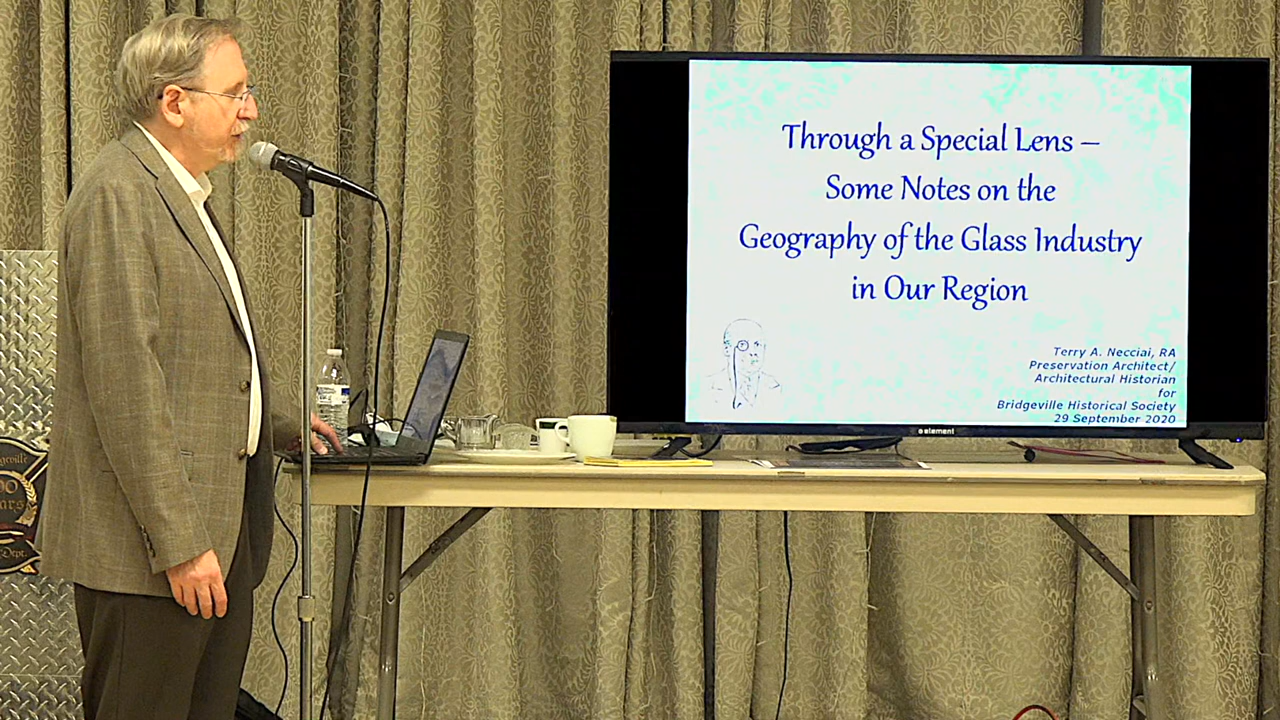 Through a Special Lens –
Some Notes on the
Geography of the Glass Industry
in Our Region
Terry A. Necciai, RA
Preservation Architect/
Architectural Historian
for
Bridgeville Historical Society
29 September 2020
element